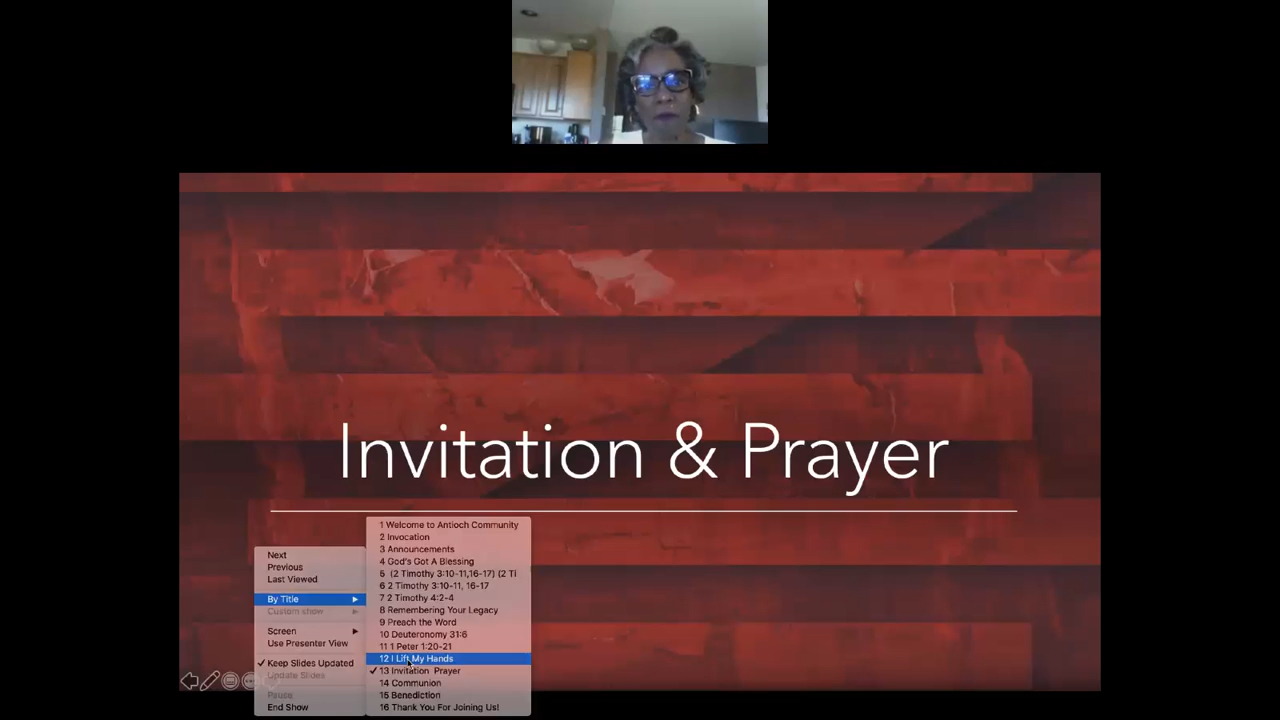 Invitation & Prayer
Next
Previous
Last Viewed
By Title
Custom show
Screen
Use Presenter View
✓ Keep Slides Updated
Update Slides
Pause
End Show
1 Welcome to Antioch Community
2 Invocation
3 Announcements
4 God's Got A Blessing
5 (2 Timothy 3:10-11,16-17) (2 Ti
6 2 Timothy 3:10-11, 16-17
7 2 Timothy 4:2-4
8 Remembering Your Legacy
9 Preach the Word
10 Deuteronomy 31:6
11 1 Peter 1:20-21
12 I Lift My Hands
✓ 13 Invitation Prayer
14 Communion
15 Benediction
16 Thank You For Joining Us!